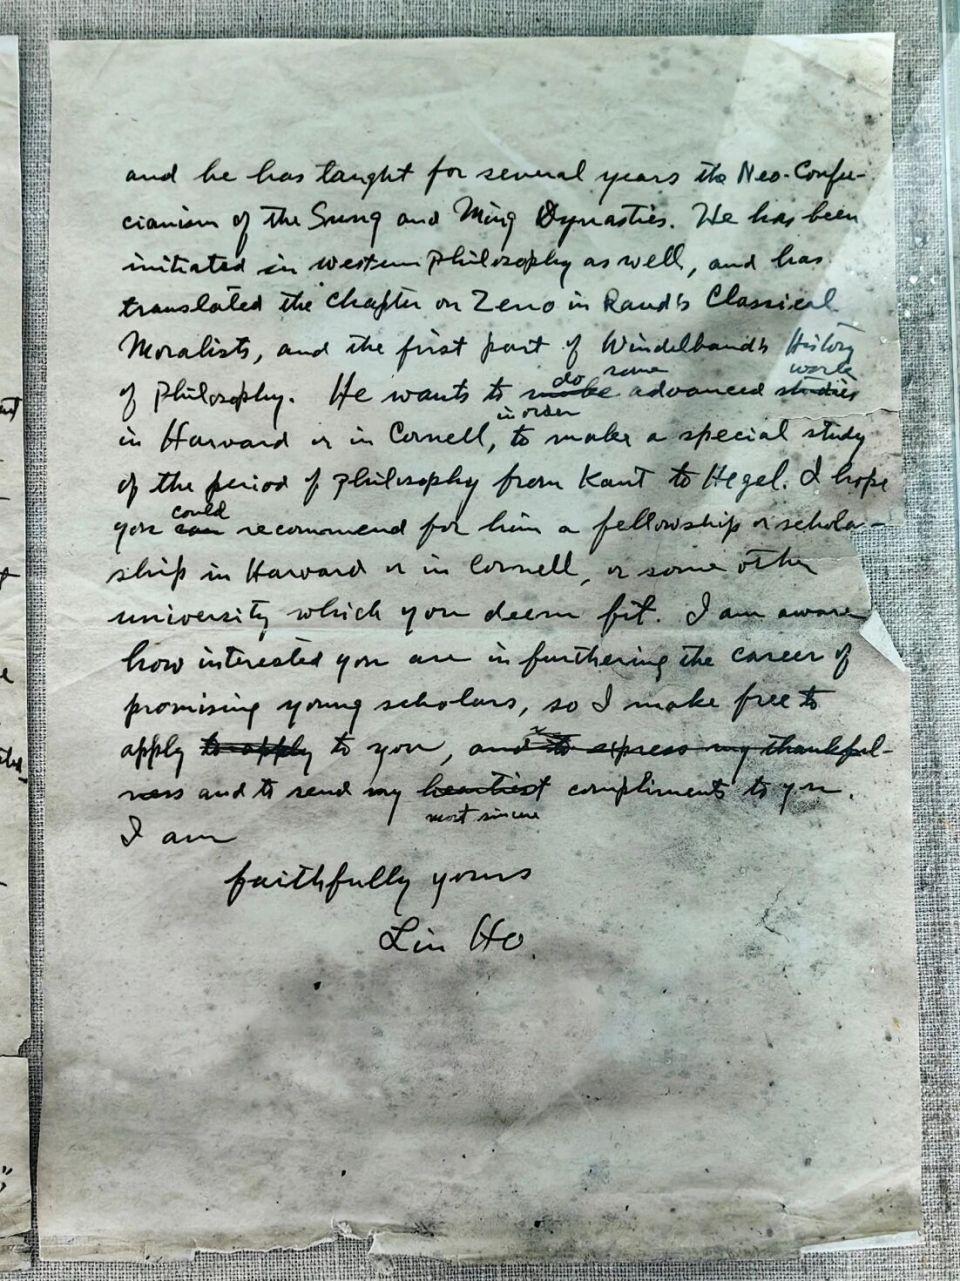 and he has taught for several years the Neo-Confu-
cianism of the Sung and Ming Dynasties. He has been
initiated in western Philosophy as well, and has
translated the chapter on Zeno in Rand's Classical
Moralists, and the first part of Windelband's History
do some work
of Philosophy. He wants to make advanced studies
in order
in Harvard or in Cornell, to make a special study
of the period of Philosophy from Kant to Hegel. I hope
could
you can recommend for him a fellowship or schola-
ship in Harvard or in Cornell, or some other
university which you deem fit. I am aware
how interested you are in furthering the career of
promising young scholars, so I make free to
apply to apply to you, and to express my thankful-
ness and to send my heartiest compliments to you.
most sincere
I am
faithfully yours
Lin Ho